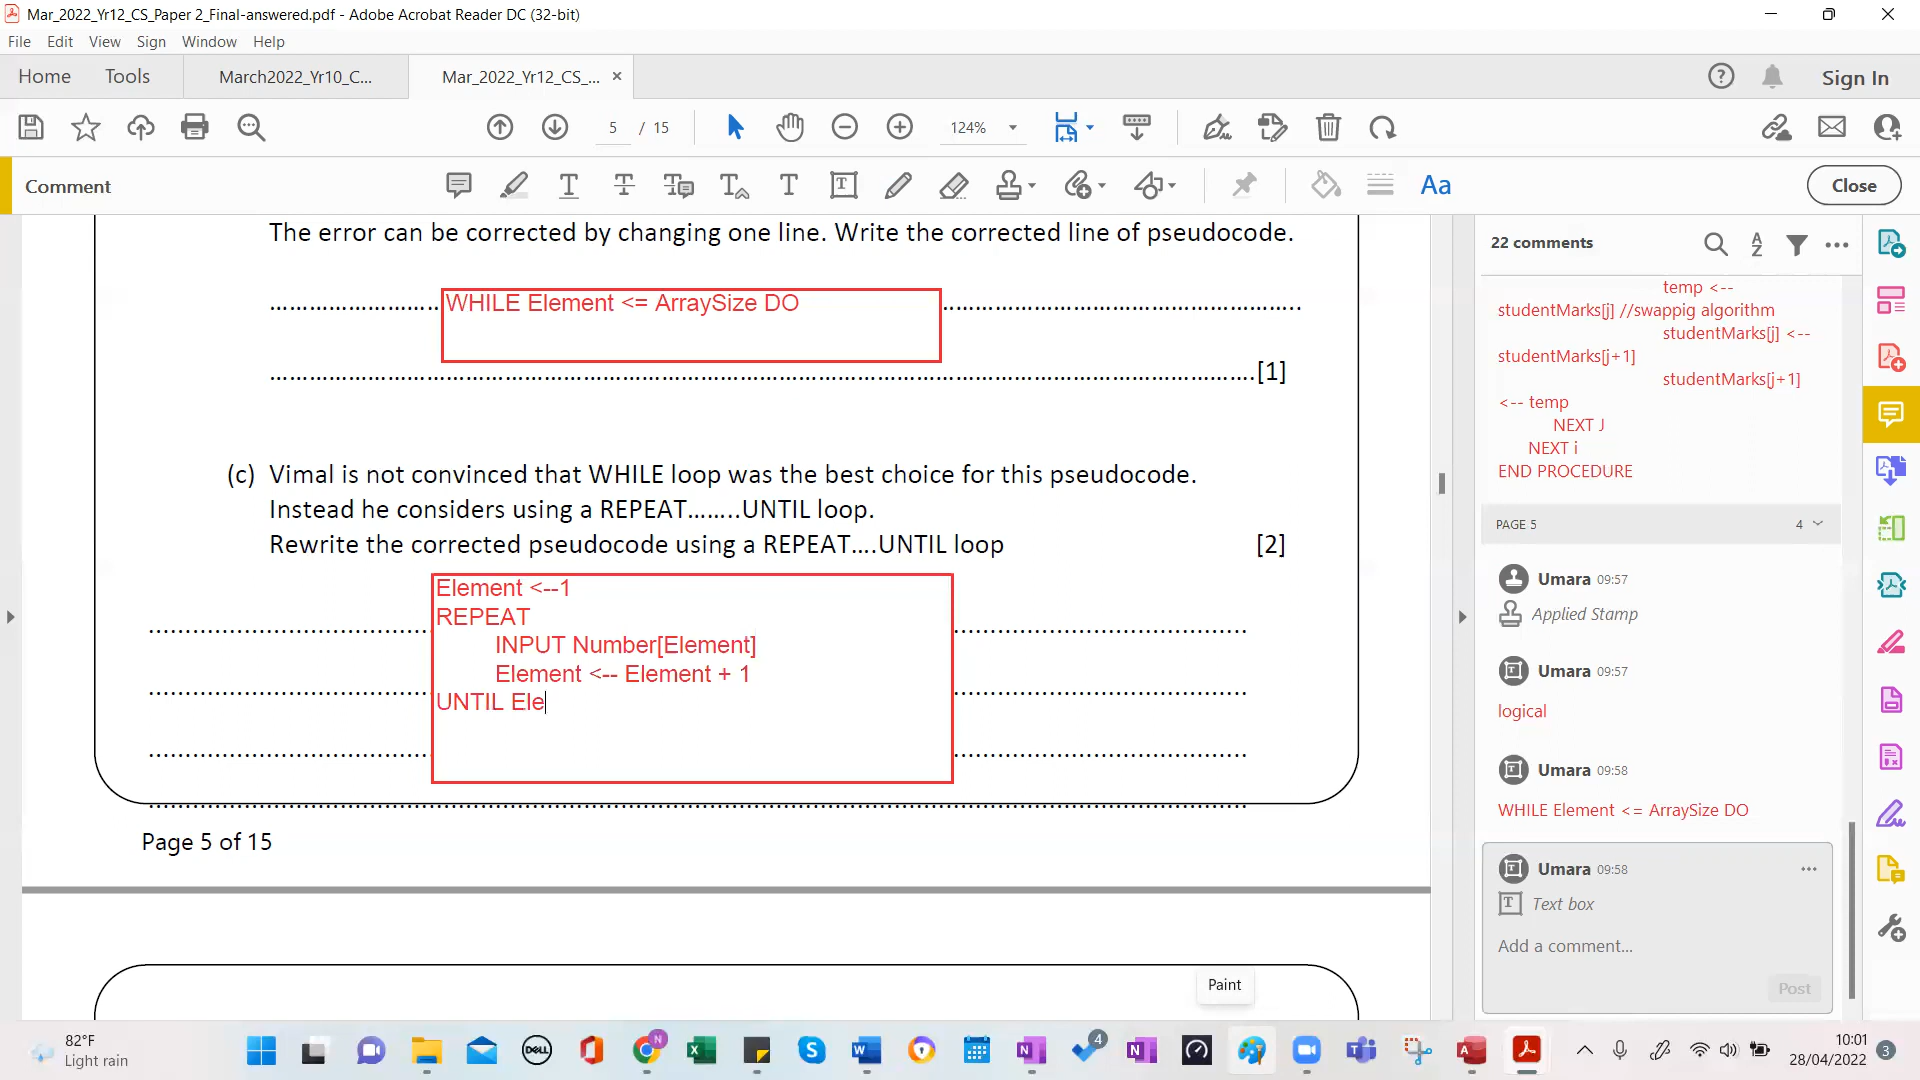 Mar_2022_Yr12_CS_Paper 2_Final-answered.pdf - Adobe Acrobat Reader DC (32-bit)
File Edit View Sign Window Help
Home Tools March2022_Yr10_C... Mar_2022_Yr12_CS_... × Sign In
5 / 15 124%
Comment Aa Close
The error can be corrected by changing one line. Write the corrected line of pseudocode.
WHILE Element <= ArraySize DO
[1]
(c) Vimal is not convinced that WHILE loop was the best choice for this pseudocode.
Instead he considers using a REPEAT........UNTIL loop.
Rewrite the corrected pseudocode using a REPEAT....UNTIL loop [2]
Element <--1
REPEAT
INPUT Number[Element]
Element <-- Element + 1
UNTIL Ele
Page 5 of 15
22 comments
temp <--
studentMarks[j] //swappig algorithm
studentMarks[j] <--
studentMarks[j+1]
studentMarks[j+1]
<-- temp
NEXT J
NEXT i
END PROCEDURE
PAGE 5 4
Umara 09:57
Applied Stamp
Umara 09:57
logical
Umara 09:58
WHILE Element <= ArraySize DO
Umara 09:58
Text box
Add a comment...
Post
Paint
82°F
Light rain
DELL
N
4
10:01
28/04/2022
3